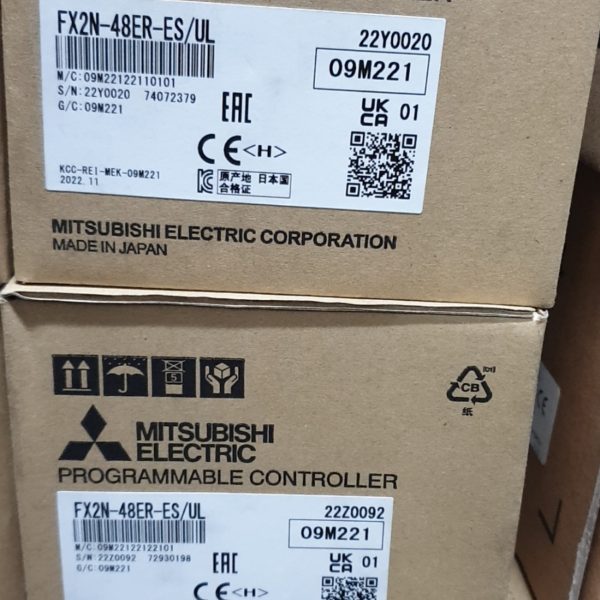 FX2N-48ER-ES/UL
22Y0020
M/C:09M22122110101
S/N:22Y0020 74072379
G/C:09M221
09M221
EAC
UK
CA 01
CE<H>
KCC-REI-MEK-09M221
2022.11
原产地 日本国
合格证
MITSUBISHI ELECTRIC CORPORATION
MADE IN JAPAN
5
CB
纸
MITSUBISHI
ELECTRIC
PROGRAMMABLE CONTROLLER
FX2N-48ER-ES/UL
22Z0092
M/C:09M22122122101
S/N:22Z0092 72930198
G/C:09M221
09M221
EAC
UK
CA 01
CE<H>